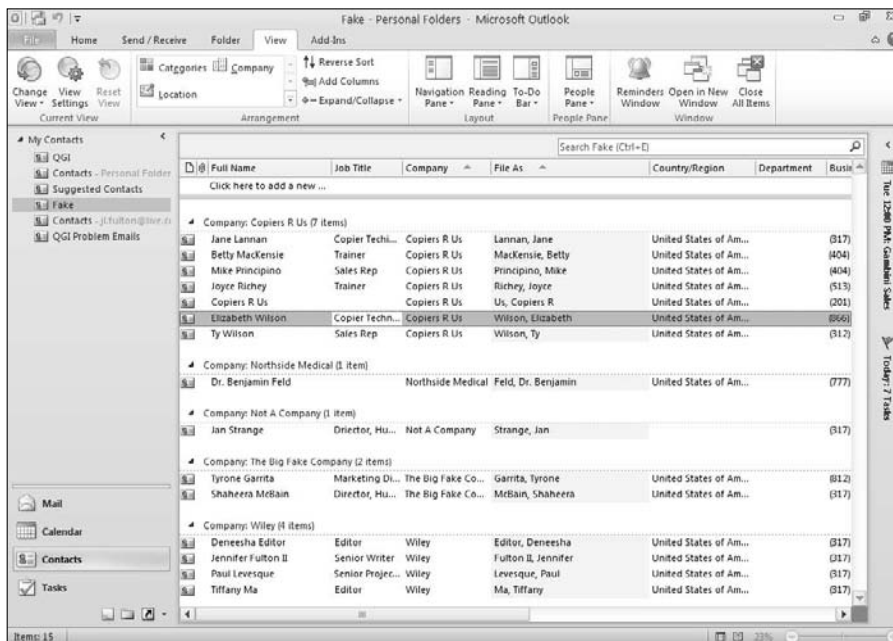 Fake - Personal Folders - Microsoft Outlook
File Home Send / Receive Folder View Add-Ins
Change View View Settings Reset View
Current View
Categories Company
Location
Reverse Sort
Add Columns
Expand/Collapse
Arrangement
Navigation Pane Reading Pane To-Do Bar
Layout
People Pane
People Pane
Reminders Window Open in New Window Close All Items
Window
My Contacts
QGI
Contacts - Personal Folder
Suggested Contacts
Fake
Contacts - jl.fulton@live.c
QGI Problem Emails
Mail
Calendar
Contacts
Tasks
Search Fake (Ctrl+E)
Full Name Job Title Company File As Country/Region Department Busin
Click here to add a new ...
Company: Copiers R Us (7 items)
Jane Lannan Copier Techi... Copiers R Us Lannan, Jane United States of Am... (317)
Betty MacKensie Trainer Copiers R Us MacKensie, Betty United States of Am... (404)
Mike Principino Sales Rep Copiers R Us Principino, Mike United States of Am... (404)
Joyce Richey Trainer Copiers R Us Richey, Joyce United States of Am... (513)
Copiers R Us Copiers R Us Us, Copiers R United States of Am... (201)
Elizabeth Wilson Copier Techn... Copiers R Us Wilson, Elizabeth United States of Am... (866)
Ty Wilson Sales Rep Copiers R Us Wilson, Ty United States of Am... (312)
Company: Northside Medical (1 item)
Dr. Benjamin Feld Northside Medical Feld, Dr. Benjamin United States of Am... (777)
Company: Not A Company (1 item)
Jan Strange Driector, Hu... Not A Company Strange, Jan (317)
Company: The Big Fake Company (2 items)
Tyrone Garrita Marketing Di... The Big Fake Co... Garrita, Tyrone United States of Am... (812)
Shaheera McBain Director, Hu... The Big Fake Co... McBain, Shaheera United States of Am... (317)
Company: Wiley (4 items)
Deneesha Editor Editor Wiley Editor, Deneesha United States of Am... (317)
Jennifer Fulton II Senior Writer Wiley Fulton II, Jennifer United States of Am... (317)
Paul Levesque Senior Projec... Wiley Levesque, Paul United States of Am... (317)
Tiffany Ma Editor Wiley Ma, Tiffany United States of Am... (317)
Tue 12:00 PM: Gambini Sales
Today: 7 Tasks
Items: 15
23%